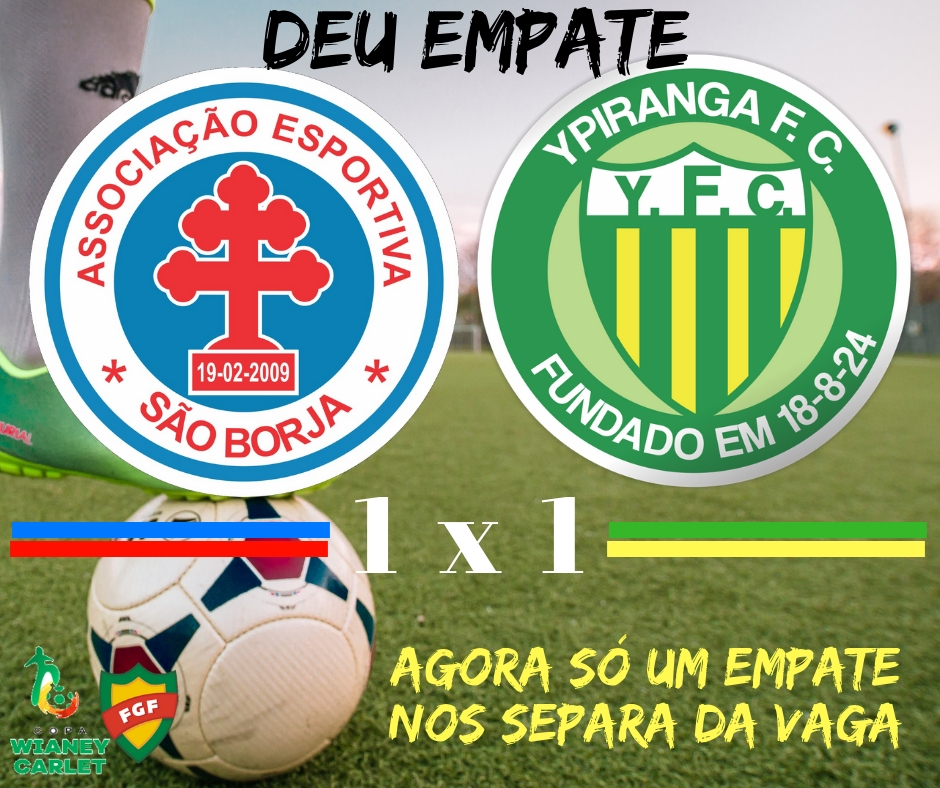 DEU EMPATE
ASSOCIAÇÃO ESPORTIVA
19-02-2009
* SÃO BORJA *
YPIRANGA F. C.
Y. F. C.
FUNDADO EM 18-8-24
1 x 1
AGORA SÓ UM EMPATE
NOS SEPARA DA VAGA
COPA
WIANEY
CARLET
FGF